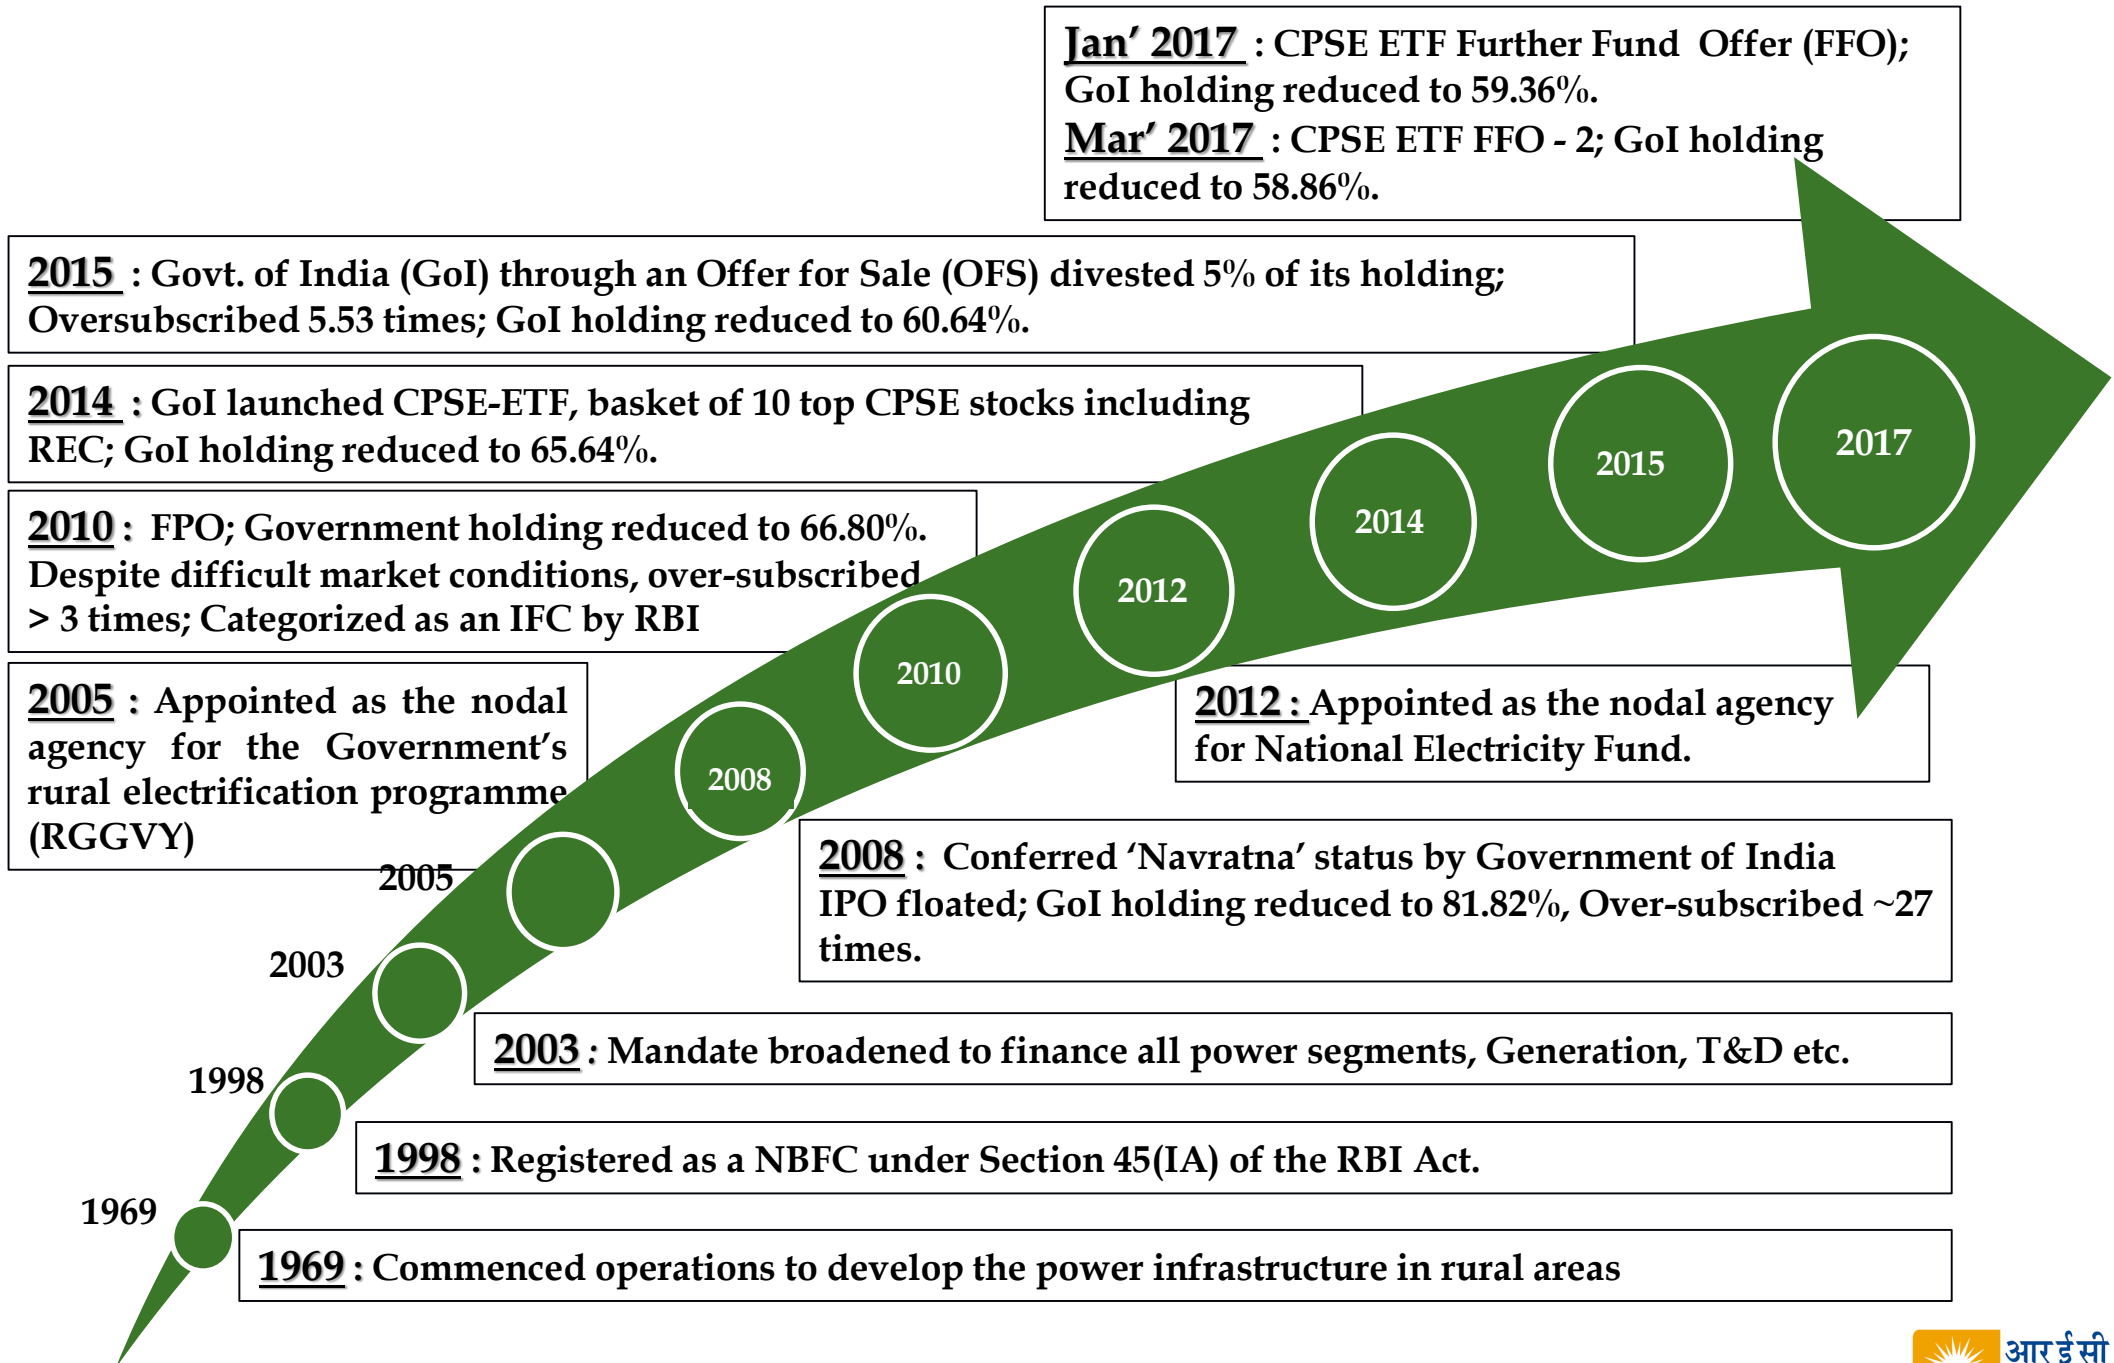 Jan’ 2017 : CPSE ETF Further Fund Offer (FFO);
GoI holding reduced to 59.36%.
Mar’ 2017 : CPSE ETF FFO - 2; GoI holding
reduced to 58.86%.
2015 : Govt. of India (GoI) through an Offer for Sale (OFS) divested 5% of its holding;
Oversubscribed 5.53 times; GoI holding reduced to 60.64%.
2014 : GoI launched CPSE-ETF, basket of 10 top CPSE stocks including
REC; GoI holding reduced to 65.64%.
2010 : FPO; Government holding reduced to 66.80%.
Despite difficult market conditions, over-subscribed
> 3 times; Categorized as an IFC by RBI
2005 : Appointed as the nodal
agency for the Government’s
rural electrification programme
(RGGVY)
2017
2015
2014
2012
2010
2008
2005
2003
1998
1969
2012 : Appointed as the nodal agency
for National Electricity Fund.
2008 : Conferred ‘Navratna’ status by Government of India
IPO floated; GoI holding reduced to 81.82%, Over-subscribed ~27
times.
2003 : Mandate broadened to finance all power segments, Generation, T&D etc.
1998 : Registered as a NBFC under Section 45(IA) of the RBI Act.
1969 : Commenced operations to develop the power infrastructure in rural areas
आर ई सी